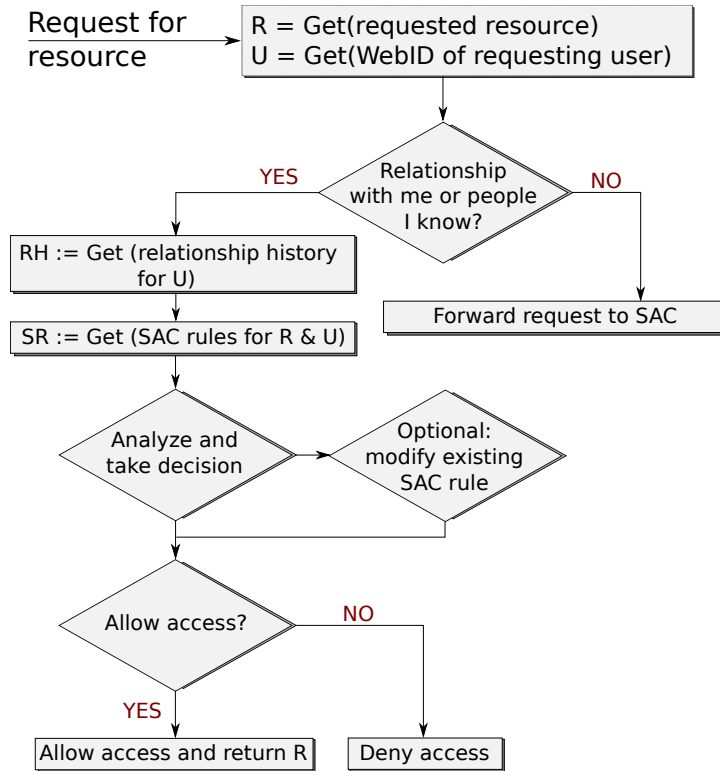 Request for
resource
R = Get(requested resource)
U = Get(WebID of requesting user)
Relationship
with me or people
I know?
YES
NO
RH := Get (relationship history
for U)
Forward request to SAC
SR := Get (SAC rules for R & U)
Analyze and
take decision
Optional:
modify existing
SAC rule
Allow access?
NO
YES
Allow access and return R
Deny access